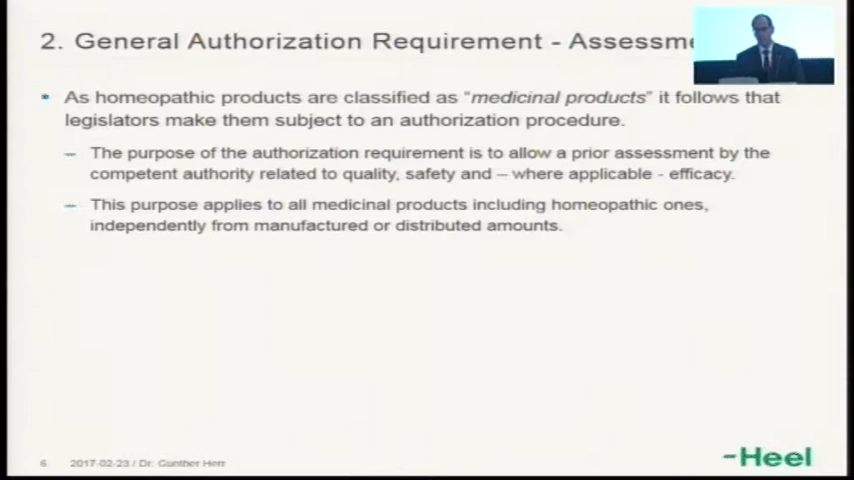 2. General Authorization Requirement - Assessme
As homeopathic products are classified as “medicinal products” it follows that
legislators make them subject to an authorization procedure.
– The purpose of the authorization requirement is to allow a prior assessment by the
competent authority related to quality, safety and – where applicable - efficacy.
– This purpose applies to all medicinal products including homeopathic ones,
independently from manufactured or distributed amounts.
6 2017-02-23 / Dr. Gunther Herr
-Heel